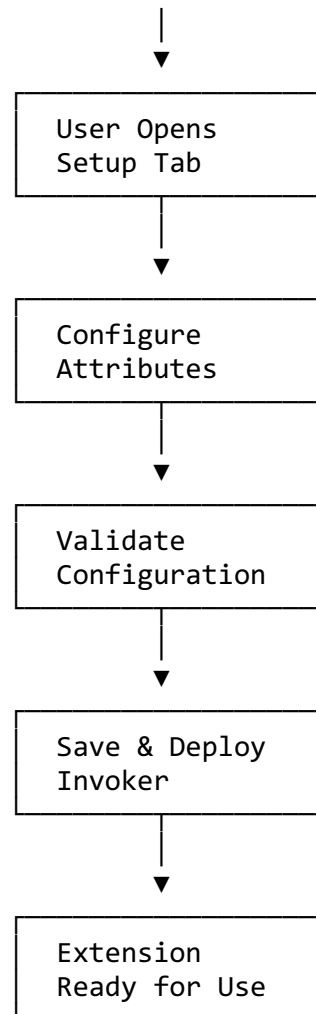 User Opens
Setup Tab
Configure
Attributes
Validate
Configuration
Save & Deploy
Invoker
Extension
Ready for Use